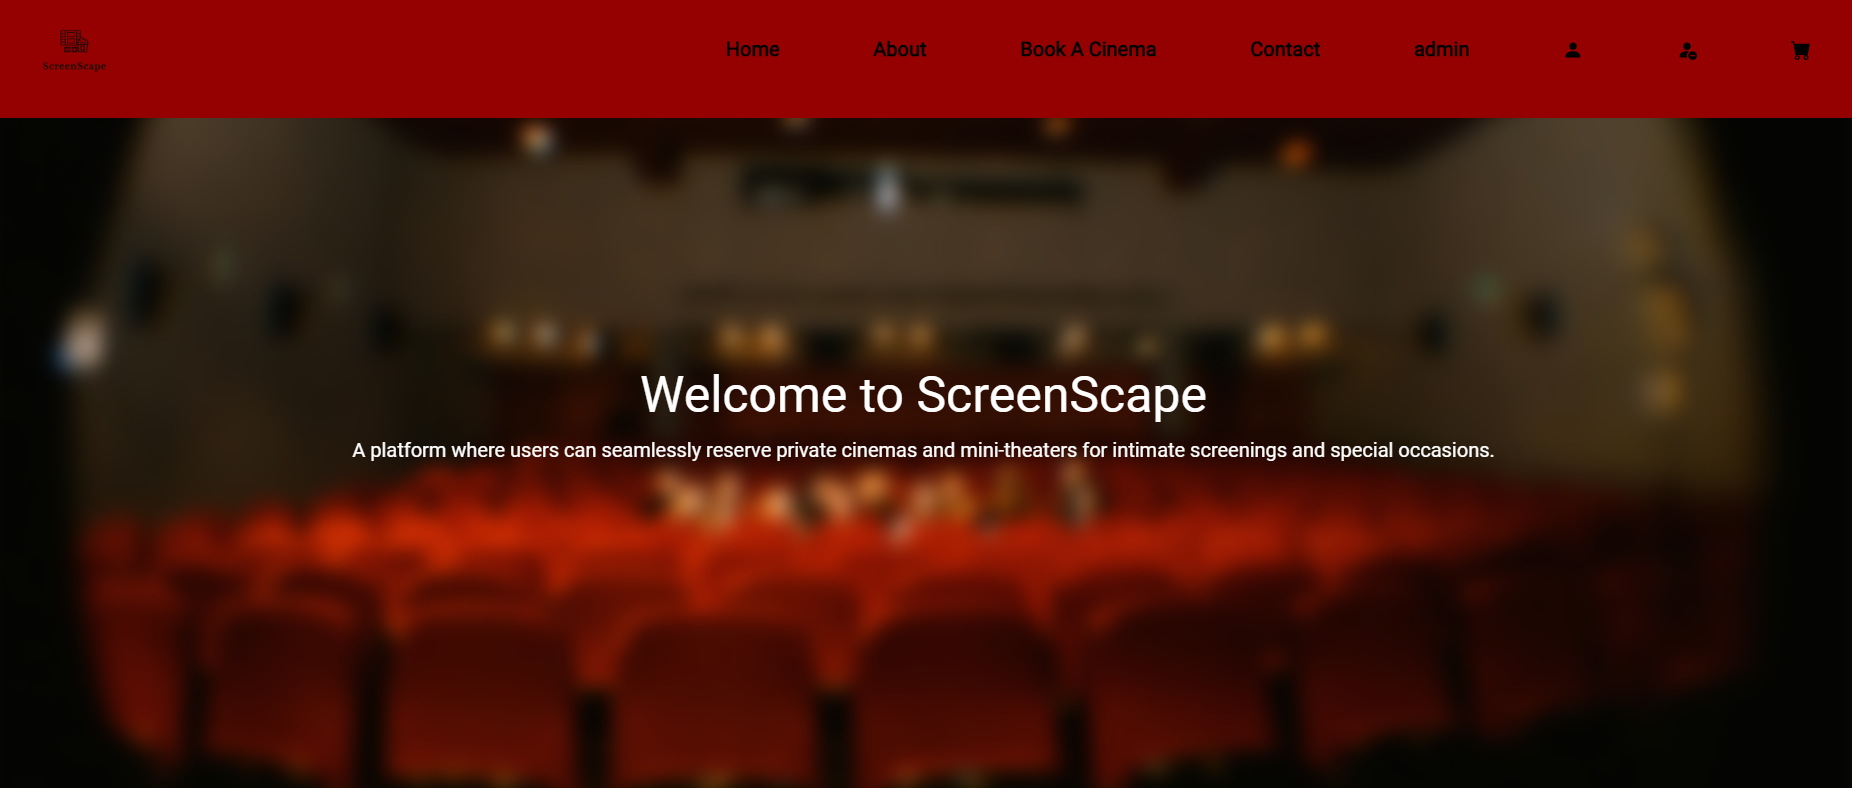 ScreenScape
Home About Book A Cinema Contact admin
Welcome to ScreenScape
A platform where users can seamlessly reserve private cinemas and mini-theaters for intimate screenings and special occasions.